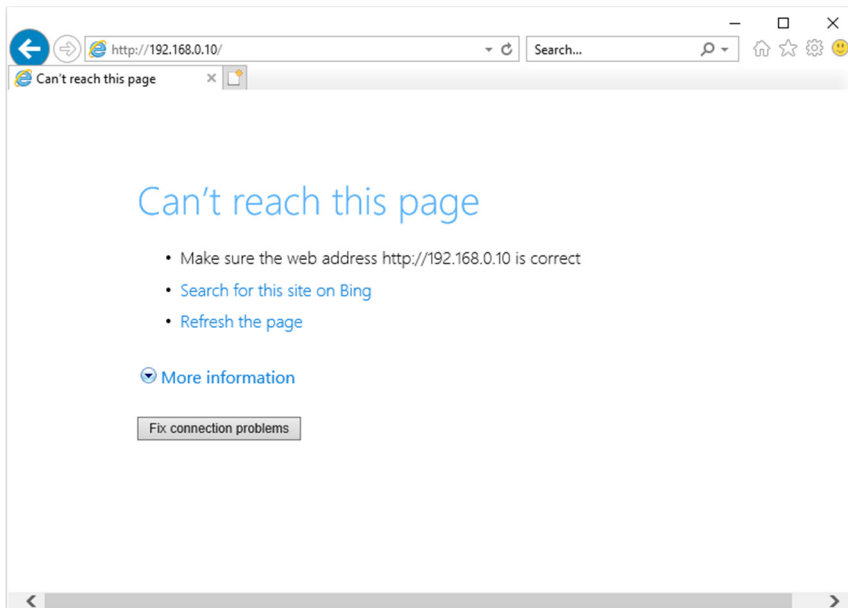 http://192.168.0.10/
Search...
Can't reach this page
Can't reach this page
• Make sure the web address http://192.168.0.10 is correct
• Search for this site on Bing
• Refresh the page
More information
Fix connection problems